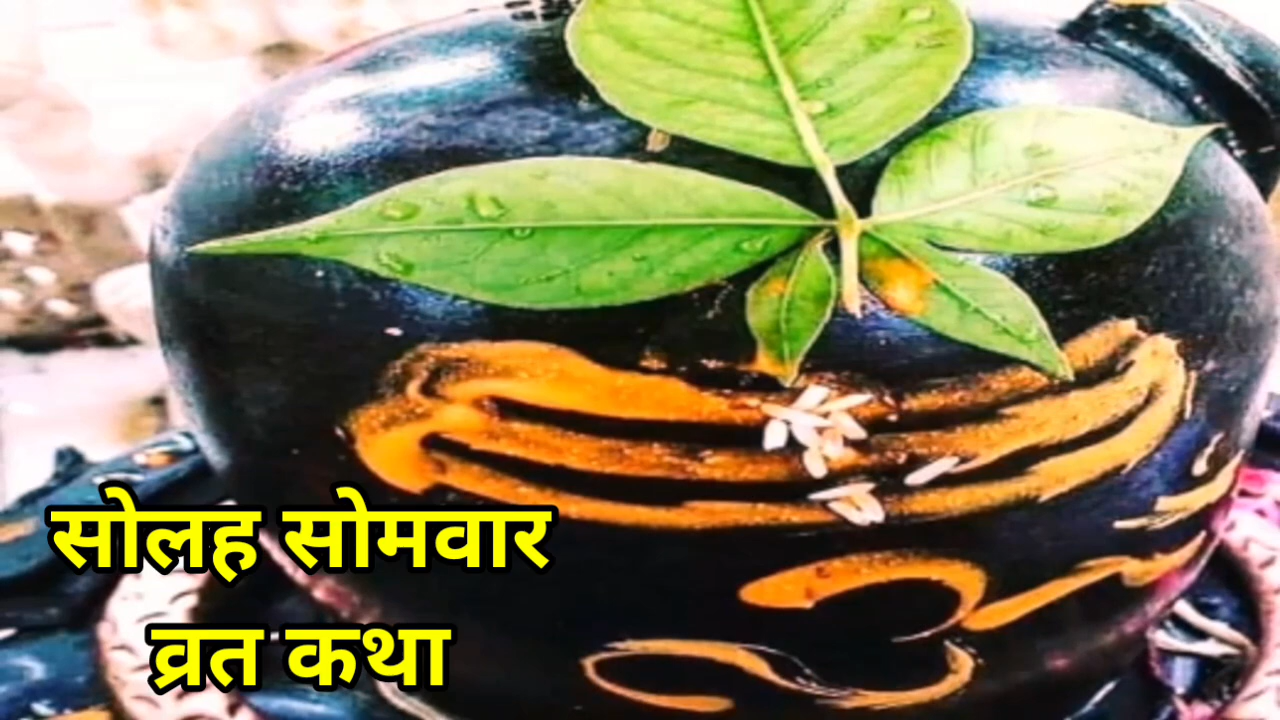 सोलह सोमवार
व्रत कथा